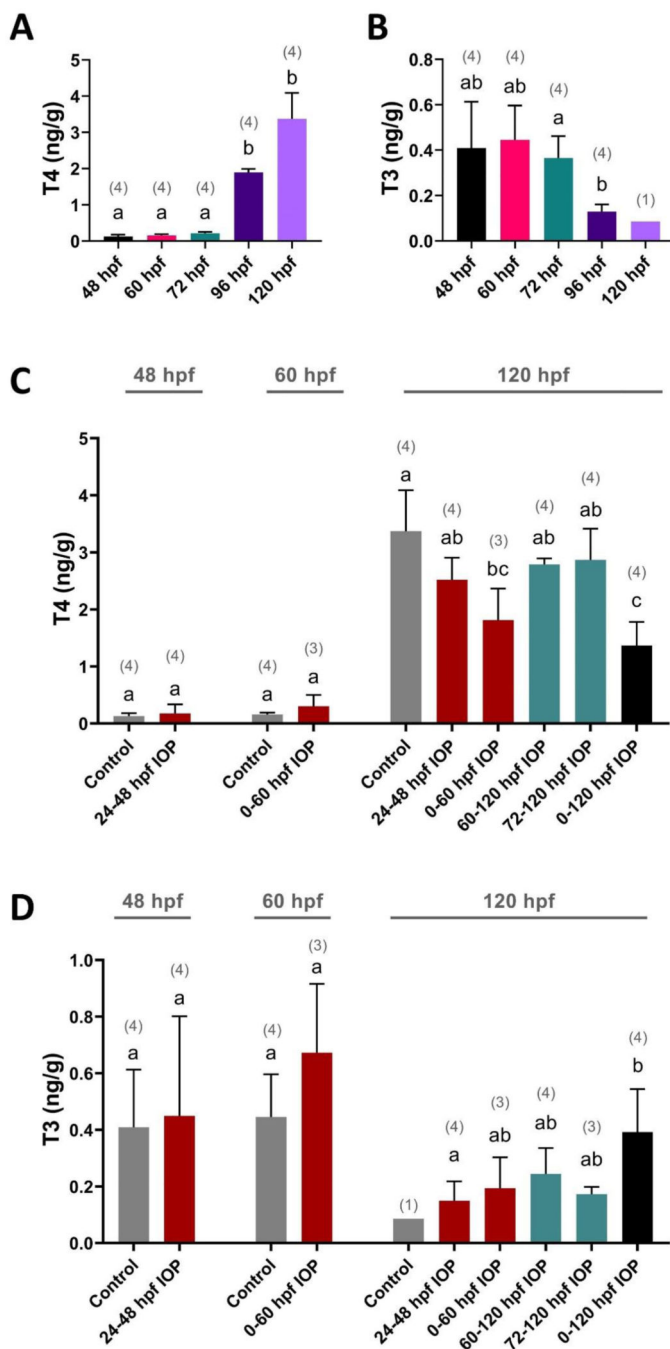 A
B
T4 (ng/g)
5
4
3
2
1
0
(4) (4) (4) (4) (4)
a a a b b
48 hpf 60 hpf 72 hpf 96 hpf 120 hpf
T3 (ng/g)
0.8
0.6
0.4
0.2
0.0
(4) (4) (4) (4) (1)
ab ab a b
48 hpf 60 hpf 72 hpf 96 hpf 120 hpf
C
48 hpf 60 hpf 120 hpf
T4 (ng/g)
5
4
3
2
1
0
(4) (4) (4) (3) (4) (4) (3) (4) (4) (4)
a a a a a ab bc ab ab c
Control 24-48 hpf IOP Control 0-60 hpf IOP Control 24-48 hpf IOP 0-60 hpf IOP 60-120 hpf IOP 72-120 hpf IOP 0-120 hpf IOP
D
48 hpf 60 hpf 120 hpf
T3 (ng/g)
1.0
0.8
0.6
0.4
0.2
0.0
(4) (4) (4) (3) (1) (4) (3) (4) (3) (4)
a a a a a ab ab ab b
Control 24-48 hpf IOP Control 0-60 hpf IOP Control 24-48 hpf IOP 0-60 hpf IOP 60-120 hpf IOP 72-120 hpf IOP 0-120 hpf IOP